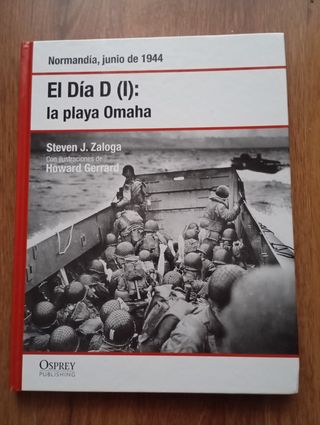 Normandía, junio de 1944
El Día D (I):
la playa Omaha
Steven J. Zaloga
Con ilustraciones de
Howard Gerrard
OSPREY
PUBLISHING